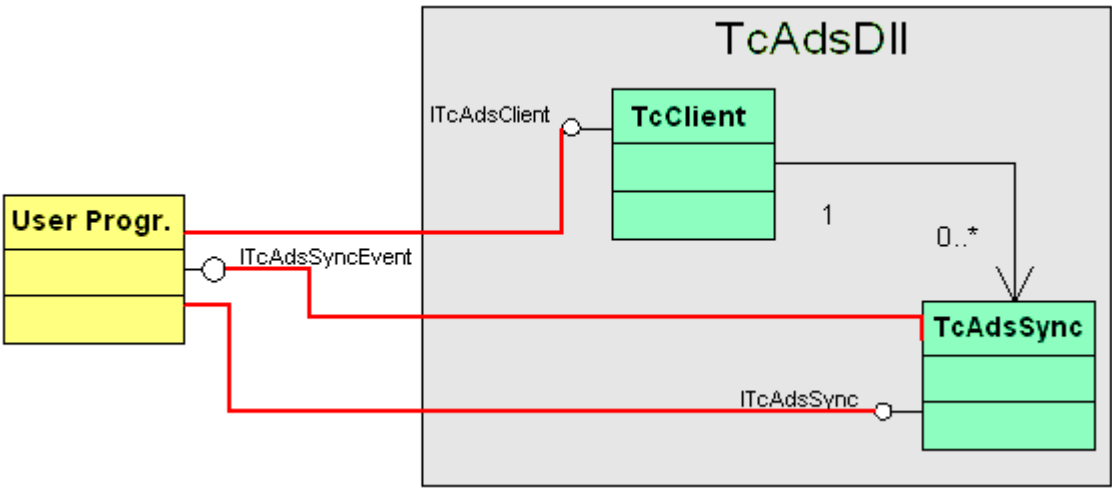 TcAdsDll
ITcAdsClient
TcClient
User Progr.
1
0..*
ITcAdsSyncEvent
TcAdsSync
ITcAdsSync